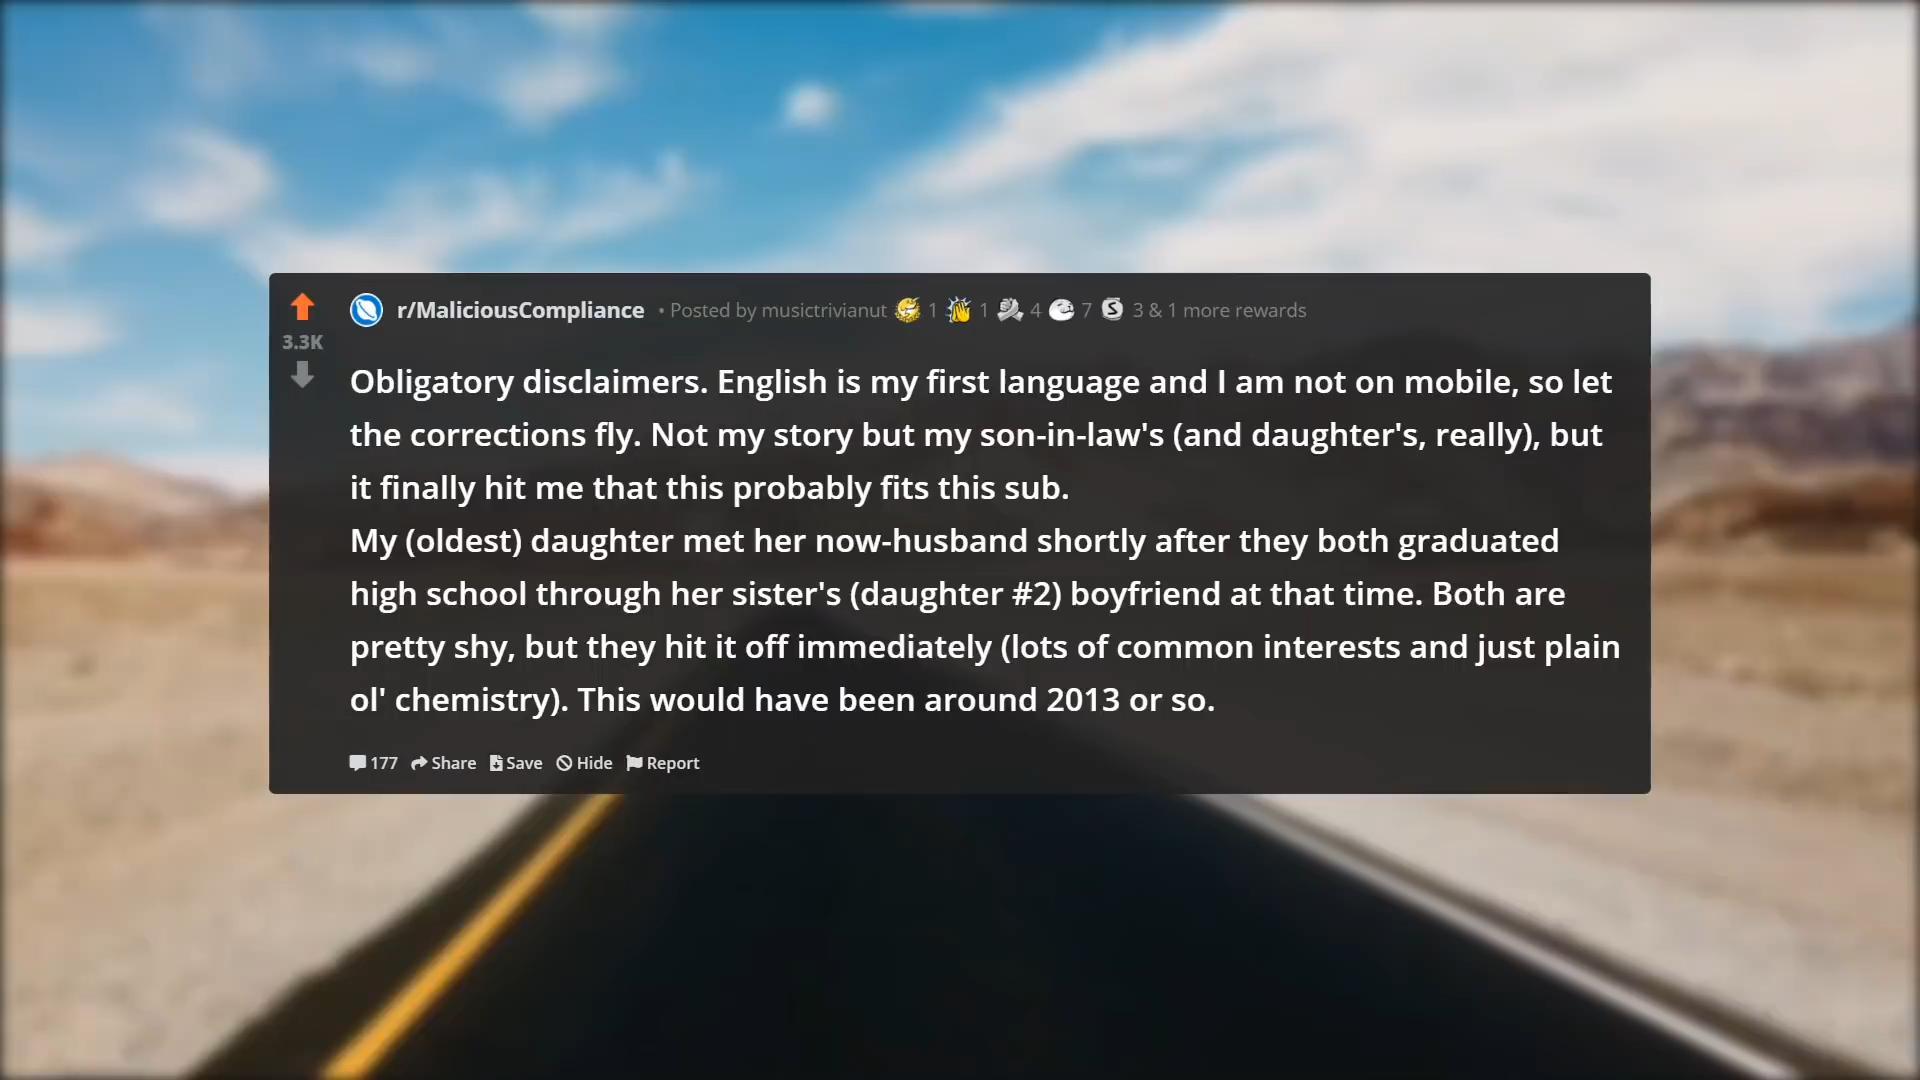 r/MaliciousCompliance • Posted by musictrivianut 1 1 4 7 3 & 1 more rewards
3.3K
Obligatory disclaimers. English is my first language and I am not on mobile, so let
the corrections fly. Not my story but my son-in-law's (and daughter's, really), but
it finally hit me that this probably fits this sub.
My (oldest) daughter met her now-husband shortly after they both graduated
high school through her sister's (daughter #2) boyfriend at that time. Both are
pretty shy, but they hit it off immediately (lots of common interests and just plain
ol' chemistry). This would have been around 2013 or so.
177 Share Save Hide Report